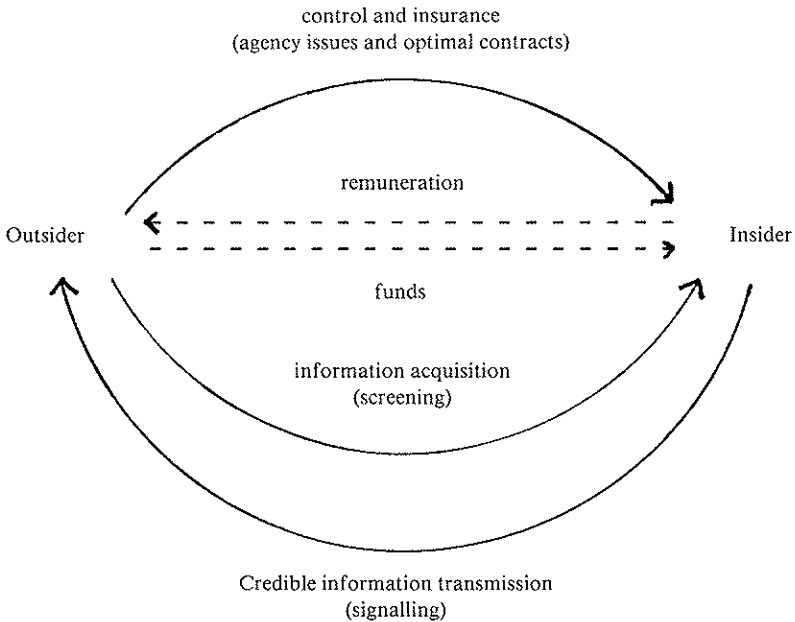 control and insurance
(agency issues and optimal contracts)
remuneration
Outsider
Insider
funds
information acquisition
(screening)
Credible information transmission
(signalling)